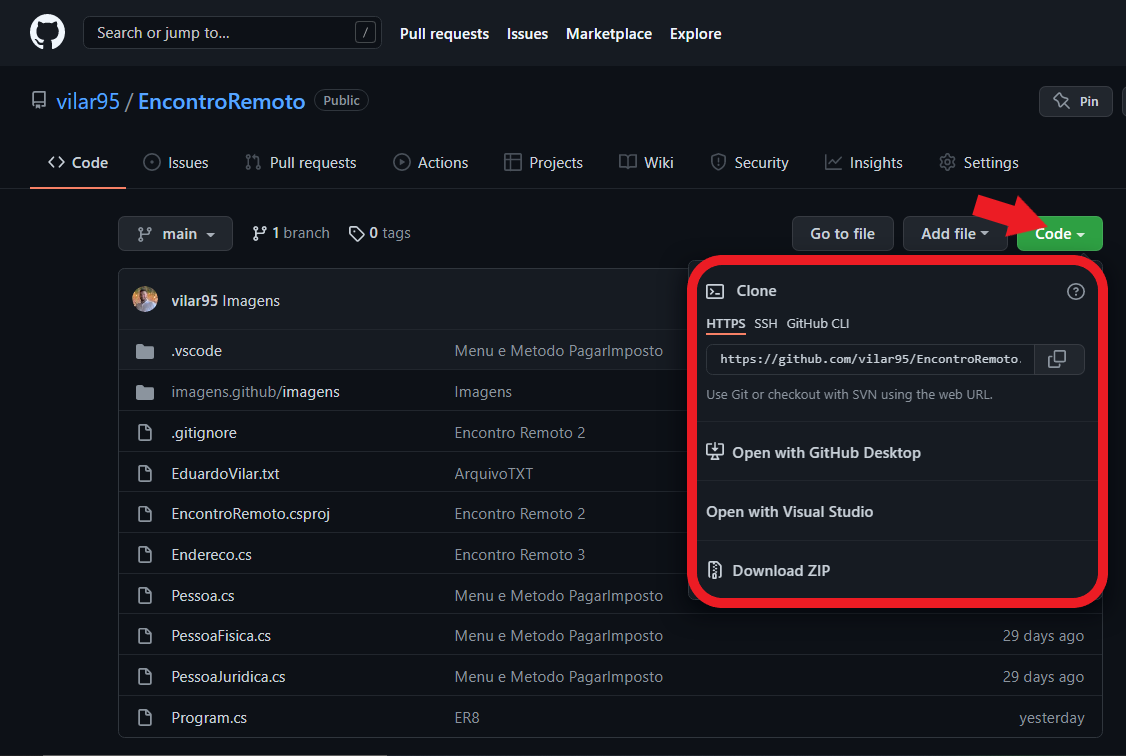 Search or jump to... /
Pull requests Issues Marketplace Explore
vilar95 / EncontroRemoto Public
Pin
Code Issues Pull requests Actions Projects Wiki Security Insights Settings
main 1 branch 0 tags
Go to file Add file Code
vilar95 Imagens
.vscode Menu e Metodo PagarImposto
imagens.github/imagens Imagens
.gitignore Encontro Remoto 2
EduardoVilar.txt ArquivoTXT
EncontroRemoto.csproj Encontro Remoto 2
Endereco.cs Encontro Remoto 3
Pessoa.cs Menu e Metodo PagarImposto
PessoaFisica.cs Menu e Metodo PagarImposto 29 days ago
PessoaJuridica.cs Menu e Metodo PagarImposto 29 days ago
Program.cs ER8 yesterday
Clone ?
HTTPS SSH GitHub CLI
https://github.com/vilar95/EncontroRemoto.
Use Git or checkout with SVN using the web URL.
Open with GitHub Desktop
Open with Visual Studio
Download ZIP